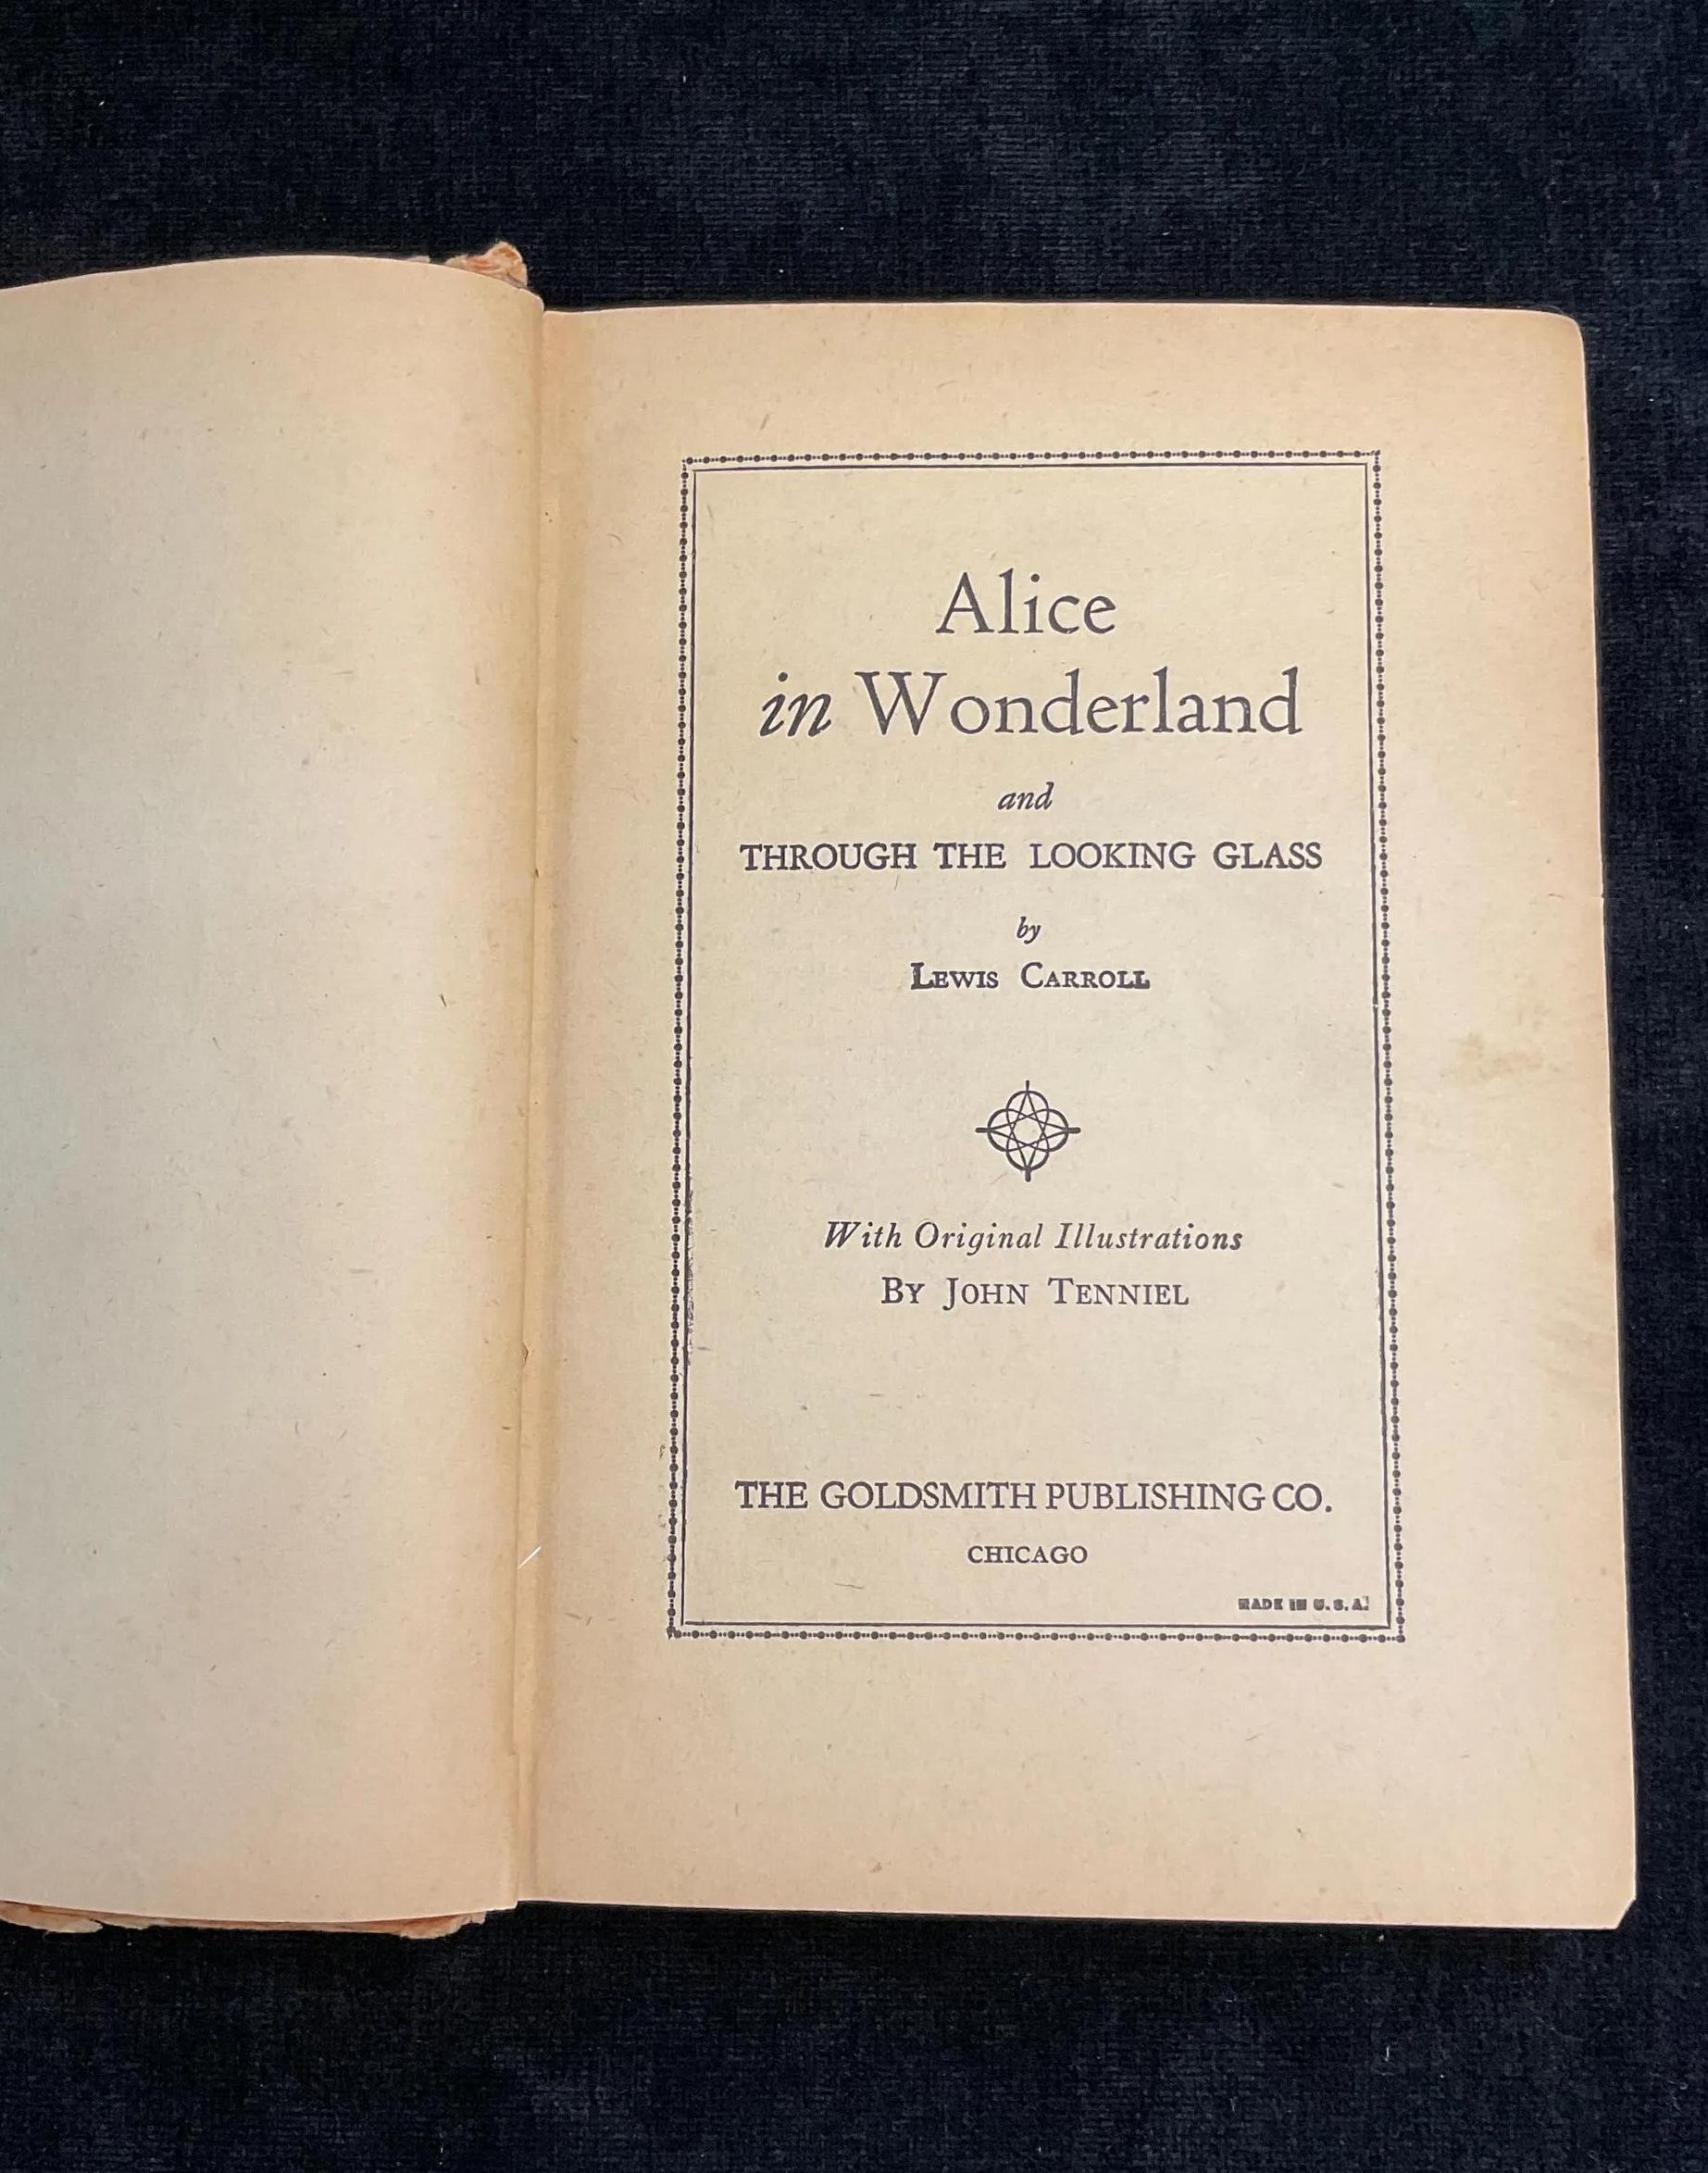 Alice
in Wonderland
and
THROUGH THE LOOKING GLASS
by
LEWIS CARROLL
With Original Illustrations
BY JOHN TENNIEL
THE GOLDSMITH PUBLISHING CO.
CHICAGO
MADE IN U.S.A.